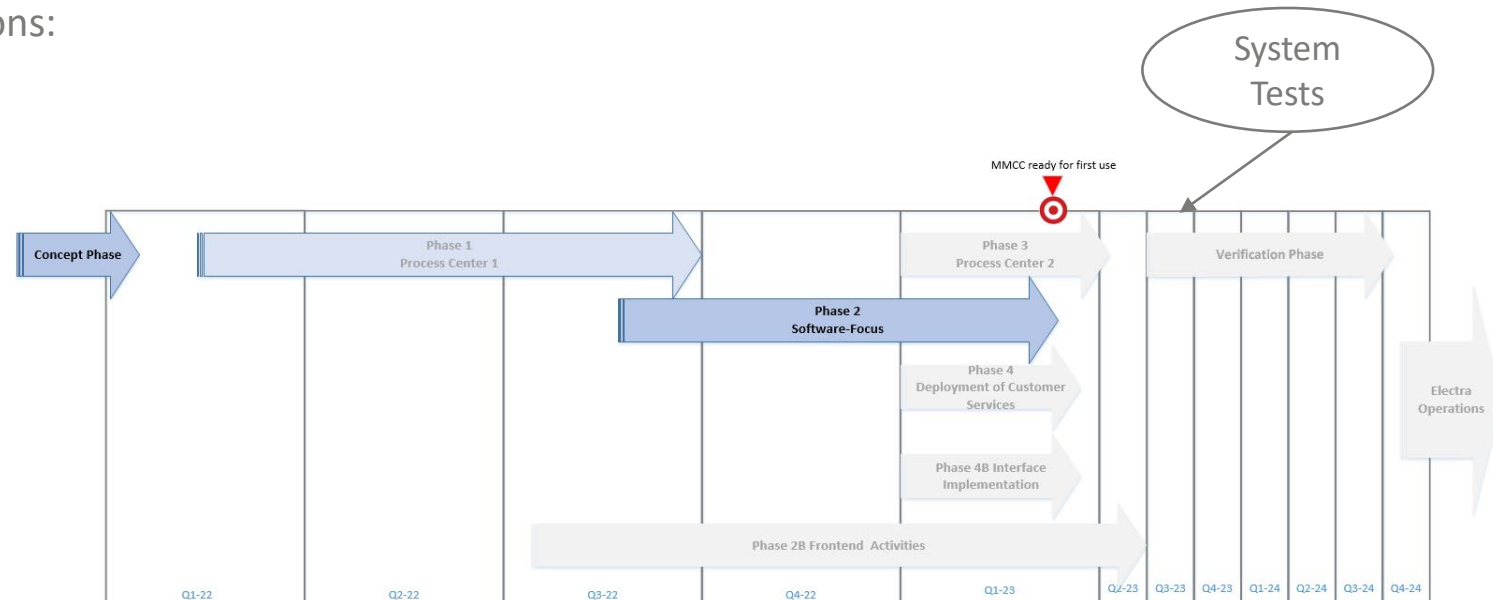 ons:
System
Tests
MMCC ready for first use
Concept Phase
Phase 1
Process Center 1
Phase 3
Process Center 2
Verification Phase
Phase 2
Software-Focus
Phase 4
Deployment of Customer
Services
Electra
Operations
Phase 4B Interface
Implementation
Phase 2B Frontend Activities
Q1-22
Q2-22
Q3-22
Q4-22
Q1-23
Q2-23
Q3-23
Q4-23
Q1-24
Q2-24
Q3-24
Q4-24